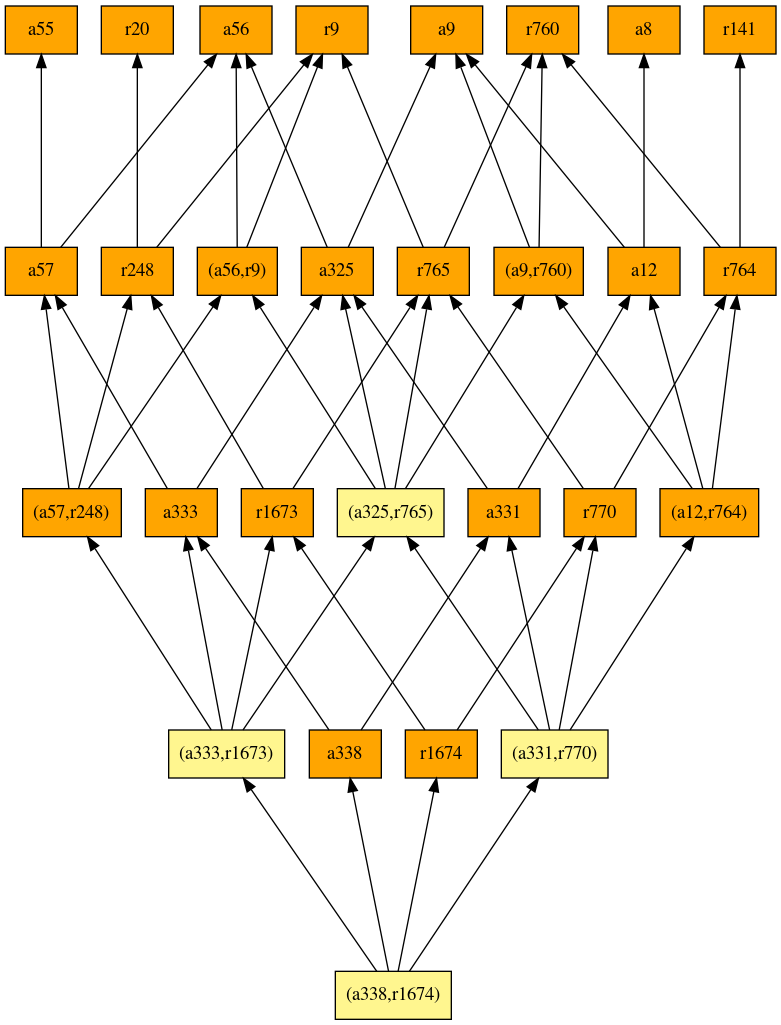 a55 r20 a56 r9 a9 r760 a8 r141
a57 r248 (a56,r9) a325 r765 (a9,r760) a12 r764
(a57,r248) a333 r1673 (a325,r765) a331 r770 (a12,r764)
(a333,r1673) a338 r1674 (a331,r770)
(a338,r1674)